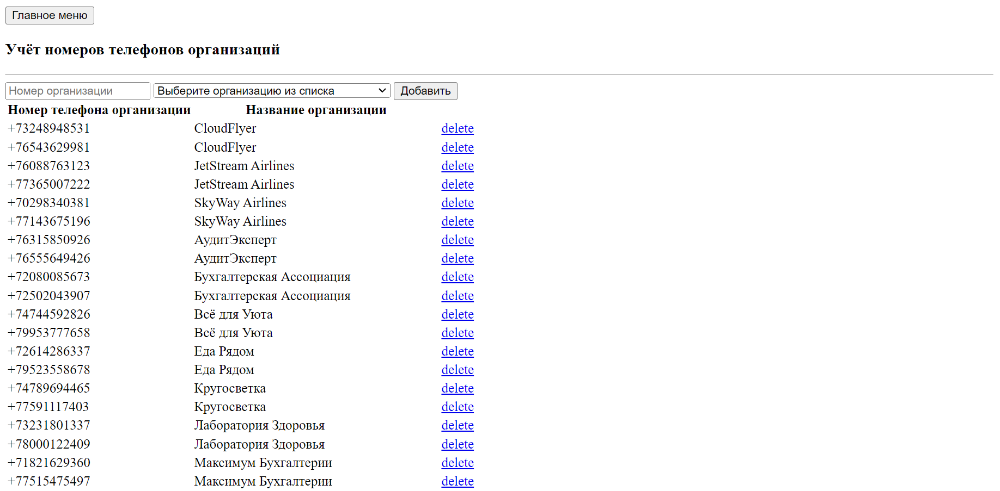 Главное меню
Учёт номеров телефонов организаций
Номер организации Выберите организацию из списка Добавить
Номер телефона организации Название организации
+73248948531 CloudFlyer delete
+76543629981 CloudFlyer delete
+76088763123 JetStream Airlines delete
+77365007222 JetStream Airlines delete
+70298340381 SkyWay Airlines delete
+77143675196 SkyWay Airlines delete
+76315850926 АудитЭксперт delete
+76555649426 АудитЭксперт delete
+72080085673 Бухгалтерская Ассоциация delete
+72502043907 Бухгалтерская Ассоциация delete
+74744592826 Всё для Уюта delete
+79953777658 Всё для Уюта delete
+72614286337 Еда Рядом delete
+79523558678 Еда Рядом delete
+74789694465 Кругосветка delete
+77591117403 Кругосветка delete
+73231801337 Лаборатория Здоровья delete
+78000122409 Лаборатория Здоровья delete
+71821629360 Максимум Бухгалтерии delete
+77515475497 Максимум Бухгалтерии delete